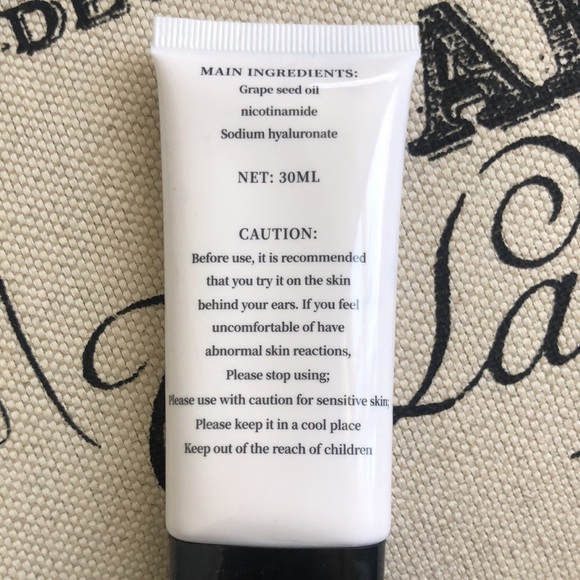 DE
AR
La
MAIN INGREDIENTS:
Grape seed oil
nicotinamide
Sodium hyaluronate
NET: 30ML
CAUTION:
Before use, it is recommended
that you try it on the skin
behind your ears. If you feel
uncomfortable of have
abnormal skin reactions,
Please stop using;
Please use with caution for sensitive skin;
Please keep it in a cool place
Keep out of the reach of children